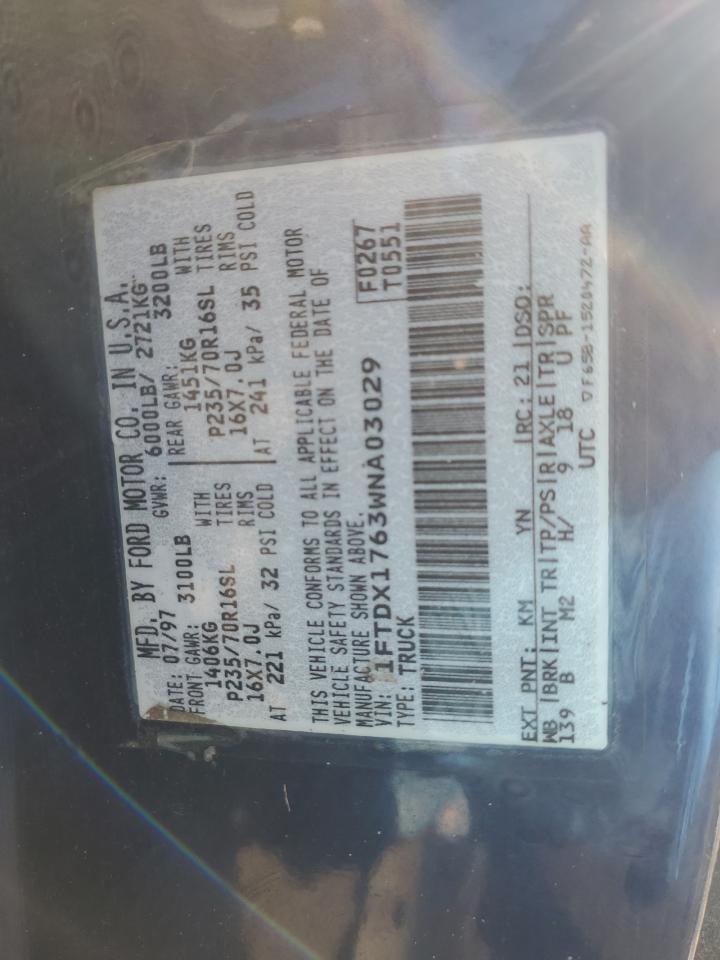 MFD. BY FORD MOTOR CO. IN U.S.A.
DATE: 07/97 GVWR: 6000LB/ 2721KG
FRONT GAWR: 3100LB REAR GAWR: 3200LB
1406KG WITH 1451KG WITH
P235/70R16SL TIRES P235/70R16SL TIRES
16X7.0J RIMS 16X7.0J RIMS
AT 221 kPa/ 32 PSI COLD AT 241 kPa/ 35 PSI COLD
THIS VEHICLE CONFORMS TO ALL APPLICABLE FEDERAL MOTOR
VEHICLE SAFETY STANDARDS IN EFFECT ON THE DATE OF
MANUFACTURE SHOWN ABOVE.
VIN: 1FTDX1763WNA03029 F0267
TYPE: TRUCK T0551
EXT PNT: KM YN |RC: 21 |DSO:
WB |BRK|INT TR|TP/PS|R|AXLE|TR|SPR
139 B M2 H/ 9 18 U PF
UTC ▽F65B-1520472-AA